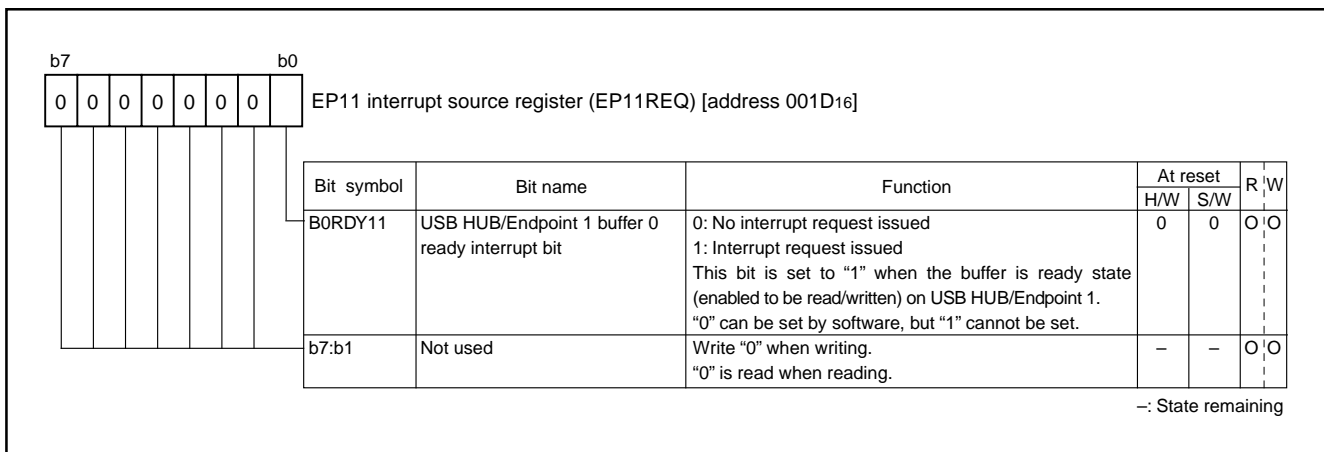 b7 b0
0 0 0 0 0 0 0 EP11 interrupt source register (EP11REQ) [address 001D16]
Bit symbol Bit name Function At reset R W
H/W S/W
B0RDY11 USB HUB/Endpoint 1 buffer 0 0: No interrupt request issued 0 0 O O
ready interrupt bit 1: Interrupt request issued
This bit is set to “1” when the buffer is ready state
(enabled to be read/written) on USB HUB/Endpoint 1.
“0” can be set by software, but “1” cannot be set.
b7:b1 Not used Write “0” when writing. – – O O
“0” is read when reading.
–: State remaining